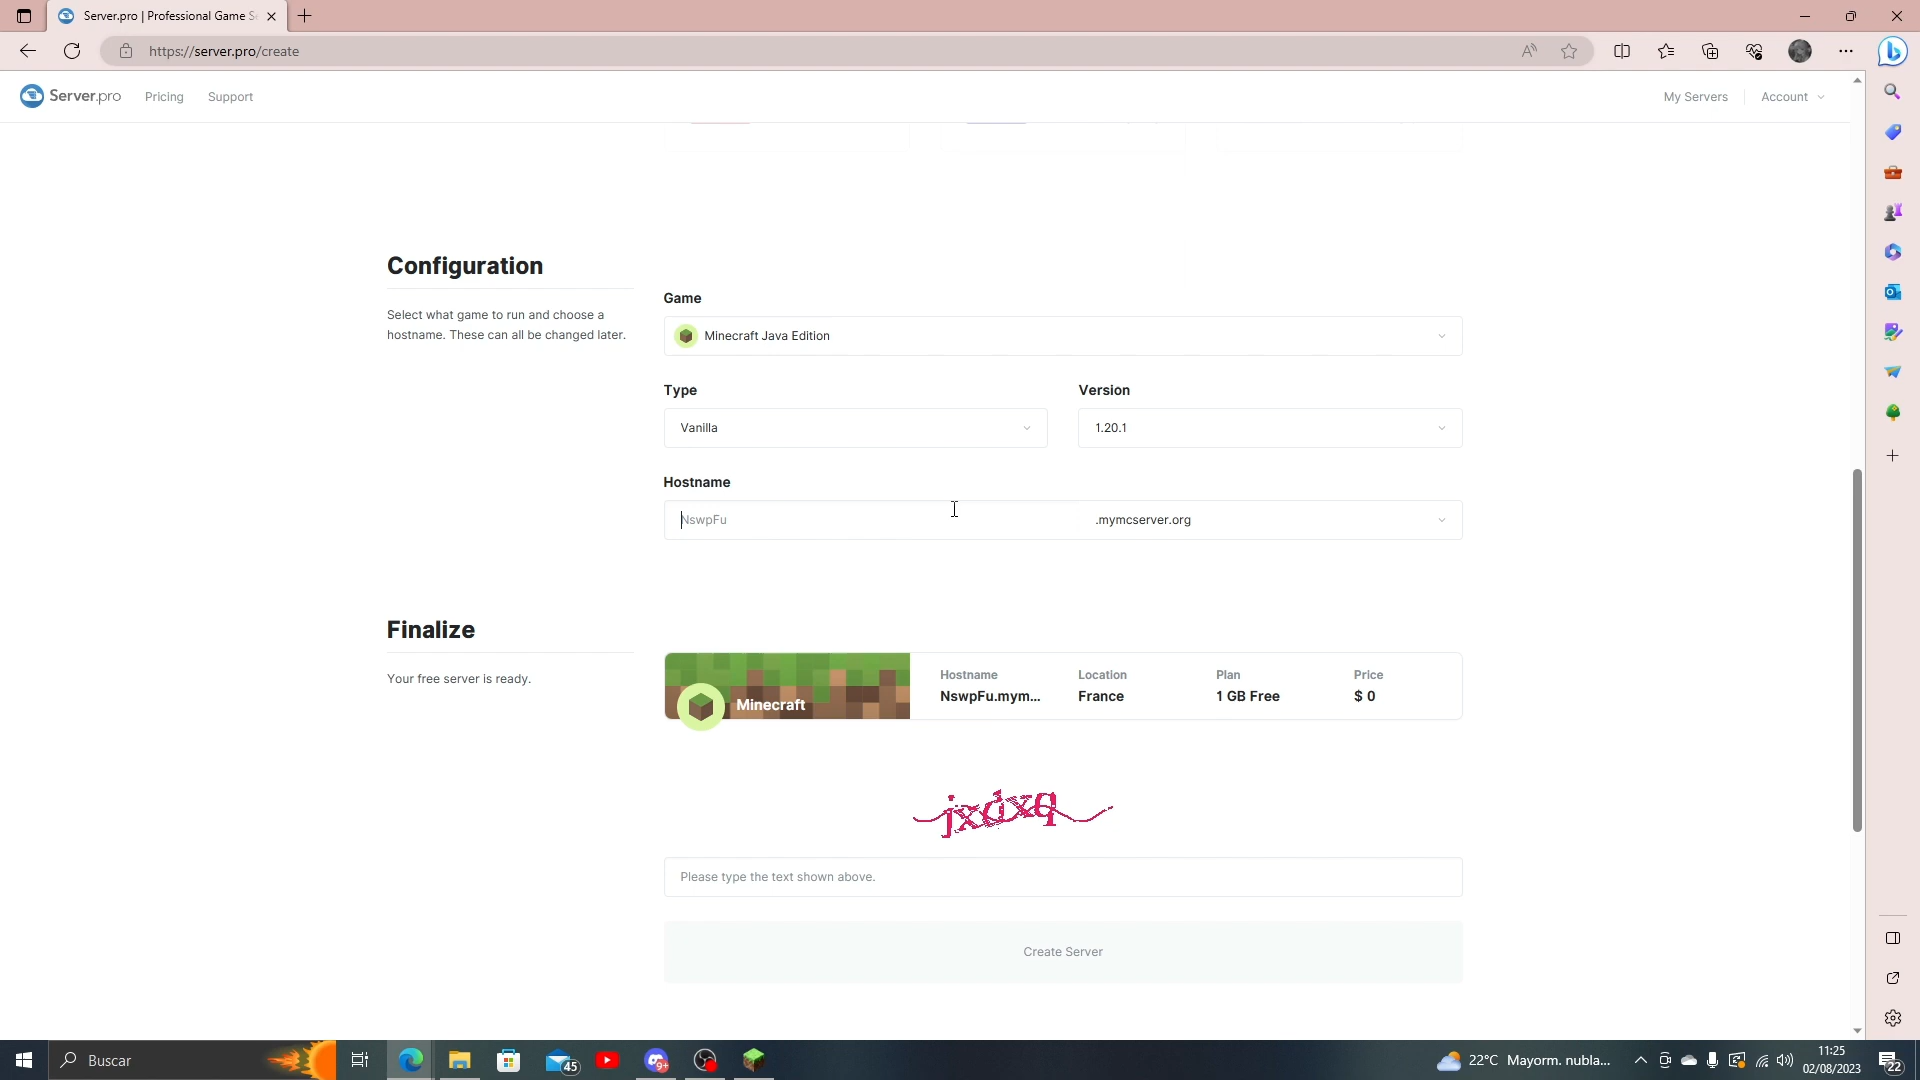 Server.pro | Professional Game S
https://server.pro/create
Server.pro
Pricing
Support
My Servers
Account
Configuration
Select what game to run and choose a
hostname. These can all be changed later.
Game
Minecraft Java Edition
Type
Version
Vanilla
1.20.1
Hostname
NswpFu
.mymcserver.org
Finalize
Your free server is ready.
Minecraft
Hostname
Location
Plan
Price
NswpFu.mym...
France
1 GB Free
$ 0
Please type the text shown above.
Create Server
Buscar
45
9+
22°C Mayorm. nubla...
11:25
02/08/2023
22